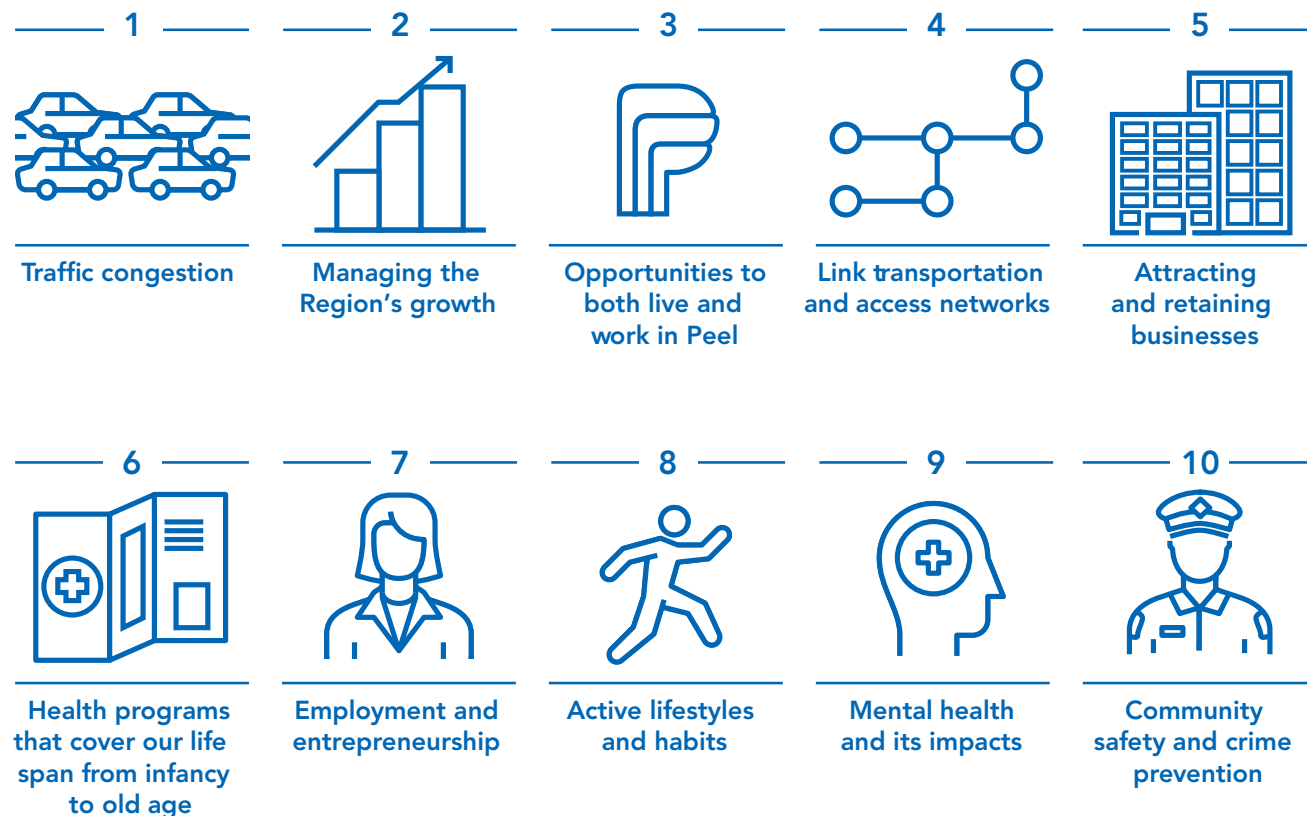 1
Traffic congestion
2
Managing the
Region's growth
3
Opportunities to
both live and
work in Peel
4
Link transportation
and access networks
5
Attracting
and retaining
businesses
6
Health programs
that cover our life
span from infancy
to old age
7
Employment and
entrepreneurship
8
Active lifestyles
and habits
9
Mental health
and its impacts
10
Community
safety and crime
prevention